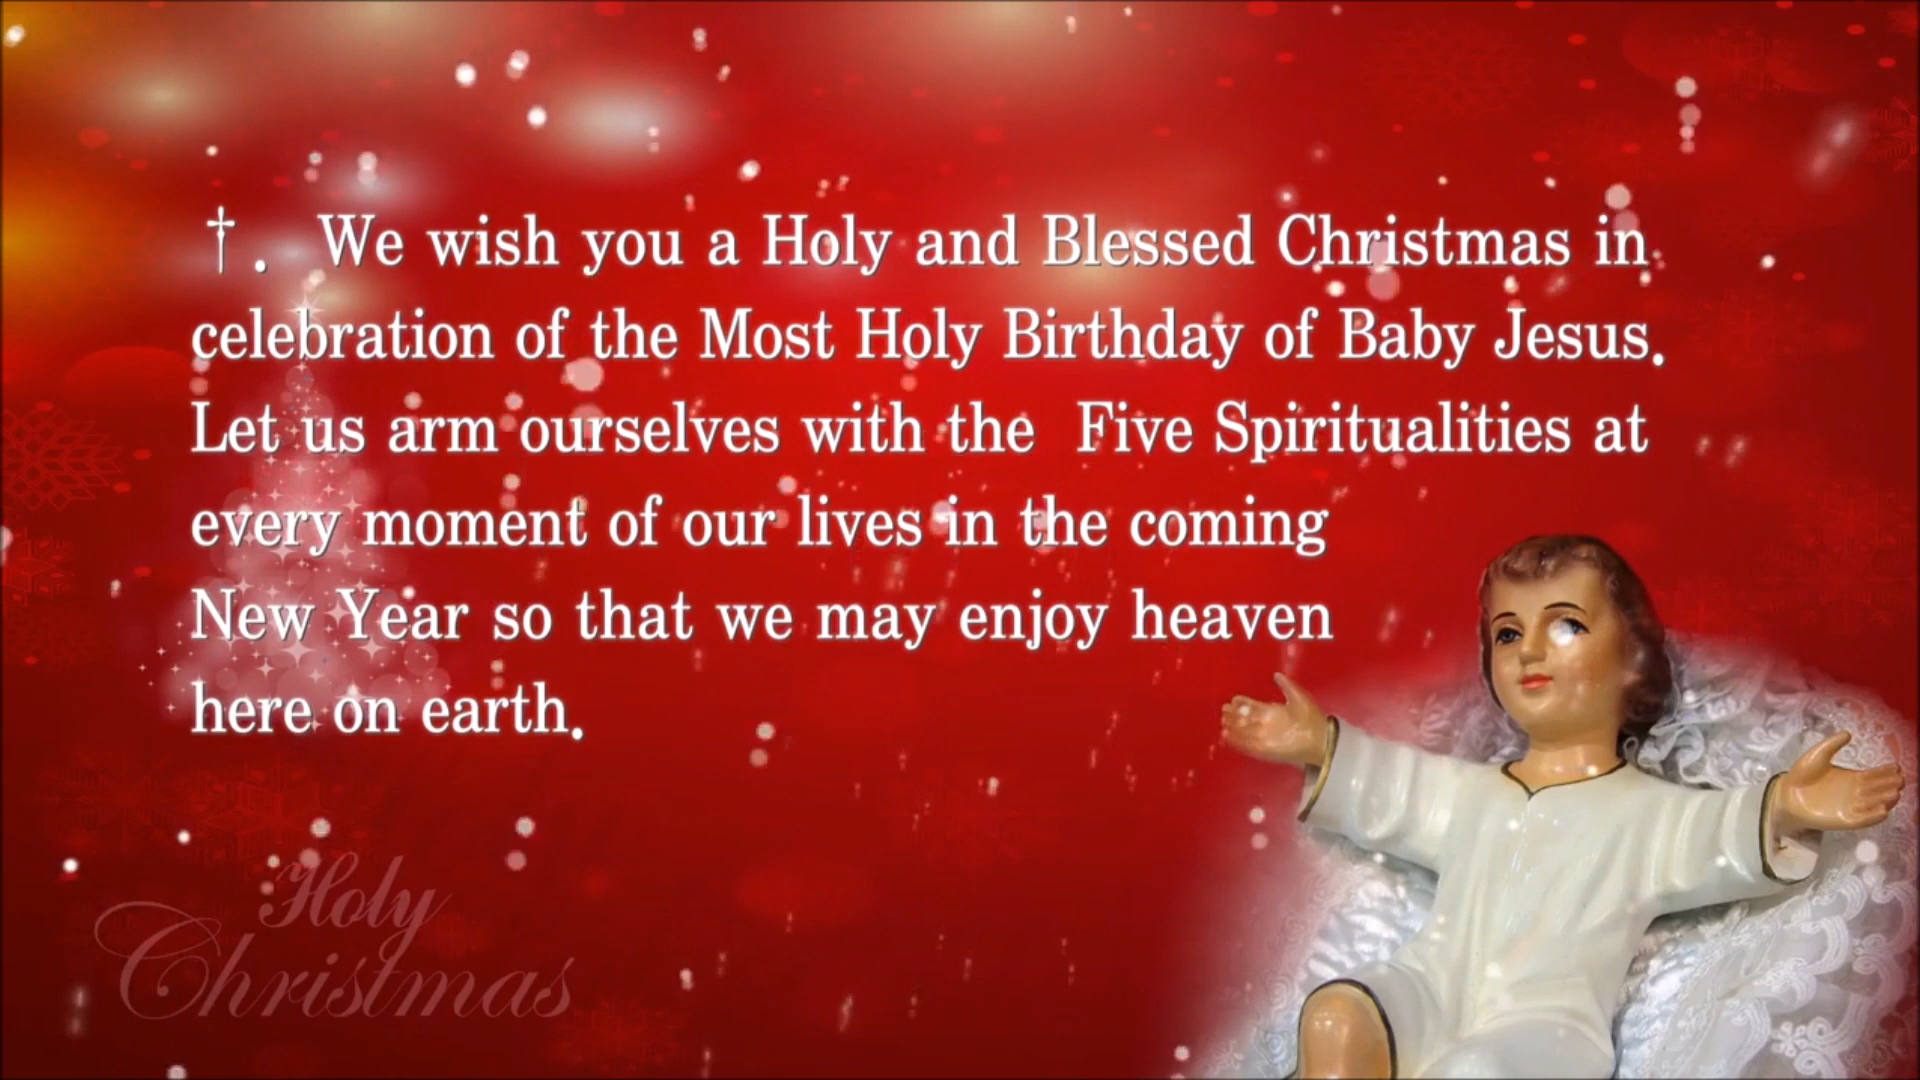 †. We wish you a Holy and Blessed Christmas in
celebration of the Most Holy Birthday of Baby Jesus.
Let us arm ourselves with the Five Spiritualities at
every moment of our lives in the coming
New Year so that we may enjoy heaven
here on earth.
Holy
Christmas